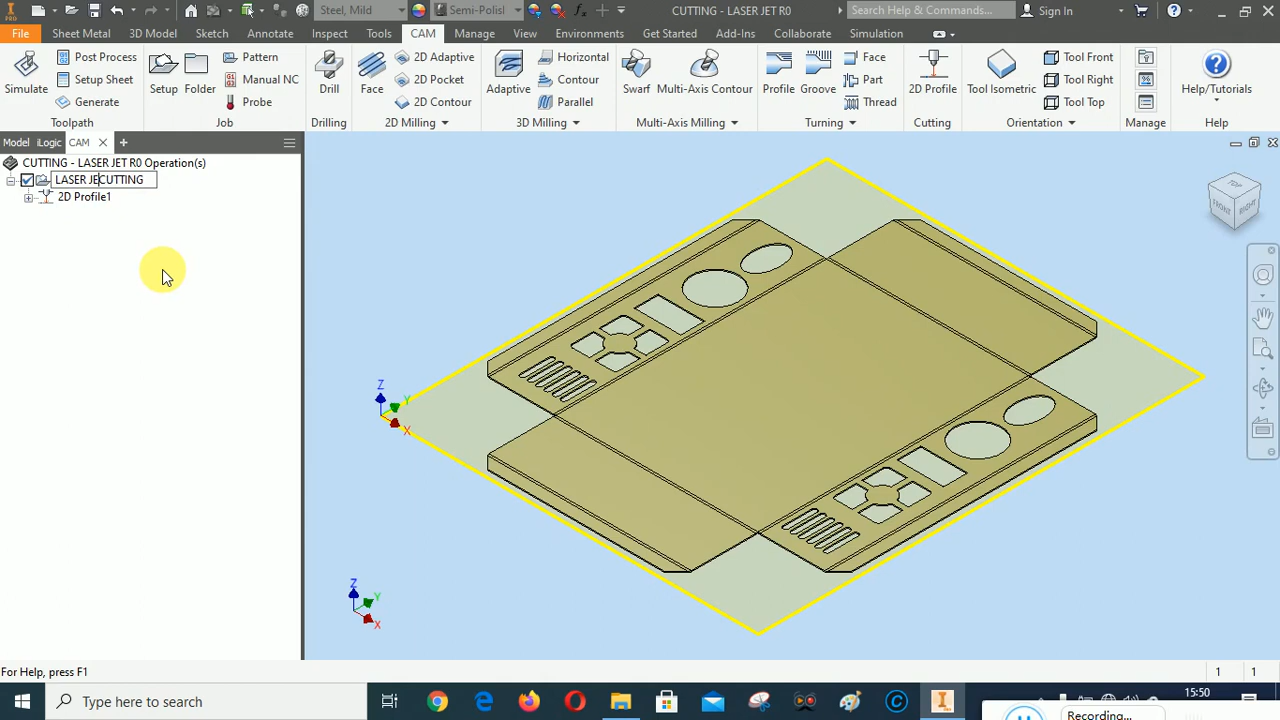 PRO
Steel, Mild
Semi-Polisl
fx
CUTTING - LASER JET R0
Search Help & Commands...
Sign In
File
Sheet Metal
3D Model
Sketch
Annotate
Inspect
Tools
CAM
Manage
View
Environments
Get Started
Add-Ins
Collaborate
Simulation
Simulate
Post Process
Setup Sheet
Generate
Toolpath
Setup
Folder
Pattern
Manual NC
Probe
Job
Drill
Drilling
Face
2D Adaptive
2D Pocket
2D Contour
2D Milling
Adaptive
Horizontal
Contour
Parallel
3D Milling
Swarf
Multi-Axis Contour
Multi-Axis Milling
Profile
Groove
Face
Part
Thread
Turning
2D Profile
Cutting
Tool Isometric
Tool Front
Tool Right
Tool Top
Orientation
Manage
Help/Tutorials
Help
Model
iLogic
CAM
CUTTING - LASER JET R0 Operation(s)
LASER JECUTTING
2D Profile1
TOP
FRONT
RIGHT
Z
Y
X
Z
Y
X
For Help, press F1
1
1
Type here to search
15:50
Recording...